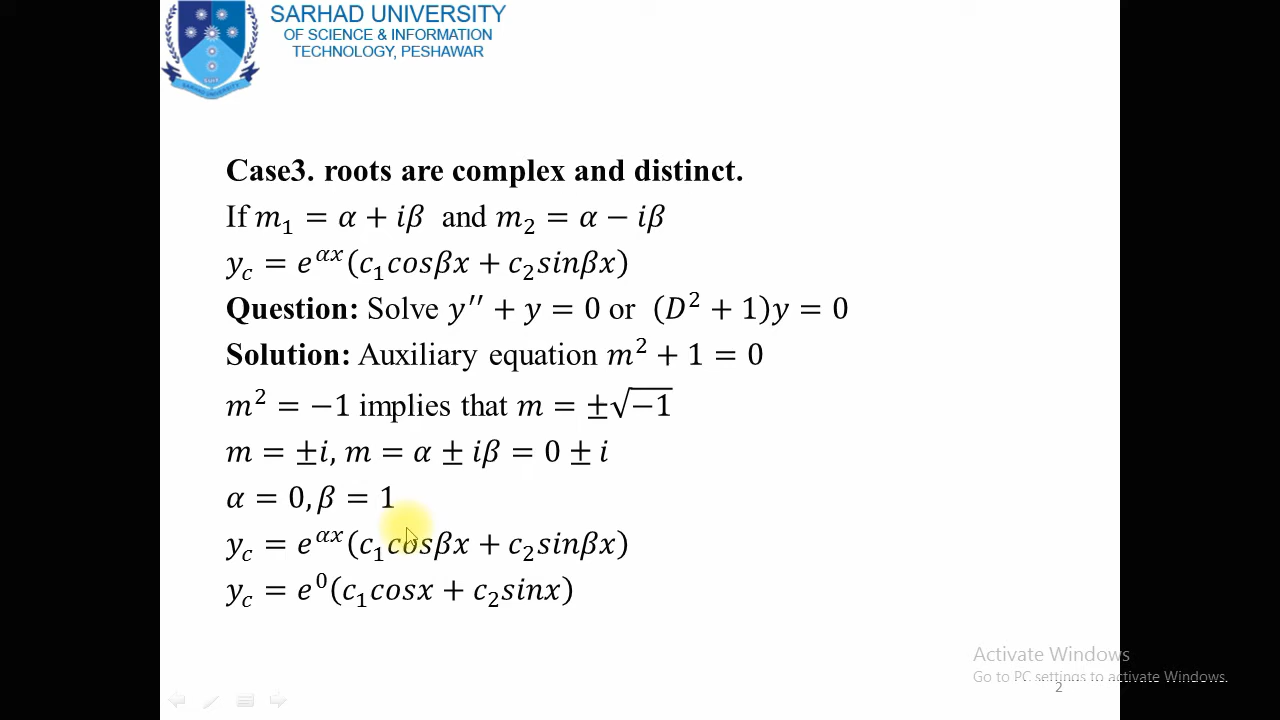 SARHAD UNIVERSITY
OF SCIENCE & INFORMATION
TECHNOLOGY, PESHAWAR
SARHAD UNIVERSITY
Case3. roots are complex and distinct.
If m₁ = α + iβ and m₂ = α − iβ
y_c = e^{αx}(c₁cosβx + c₂sinβx)
Question: Solve y′′ + y = 0 or (D² + 1)y = 0
Solution: Auxiliary equation m² + 1 = 0
m² = −1 implies that m = ±√−1
m = ±i, m = α ± iβ = 0 ± i
α = 0, β = 1
y_c = e^{αx}(c₁cosβx + c₂sinβx)
y_c = e⁰(c₁cosx + c₂sinx)
Activate Windows
Go to PC settings to activate Windows.
2